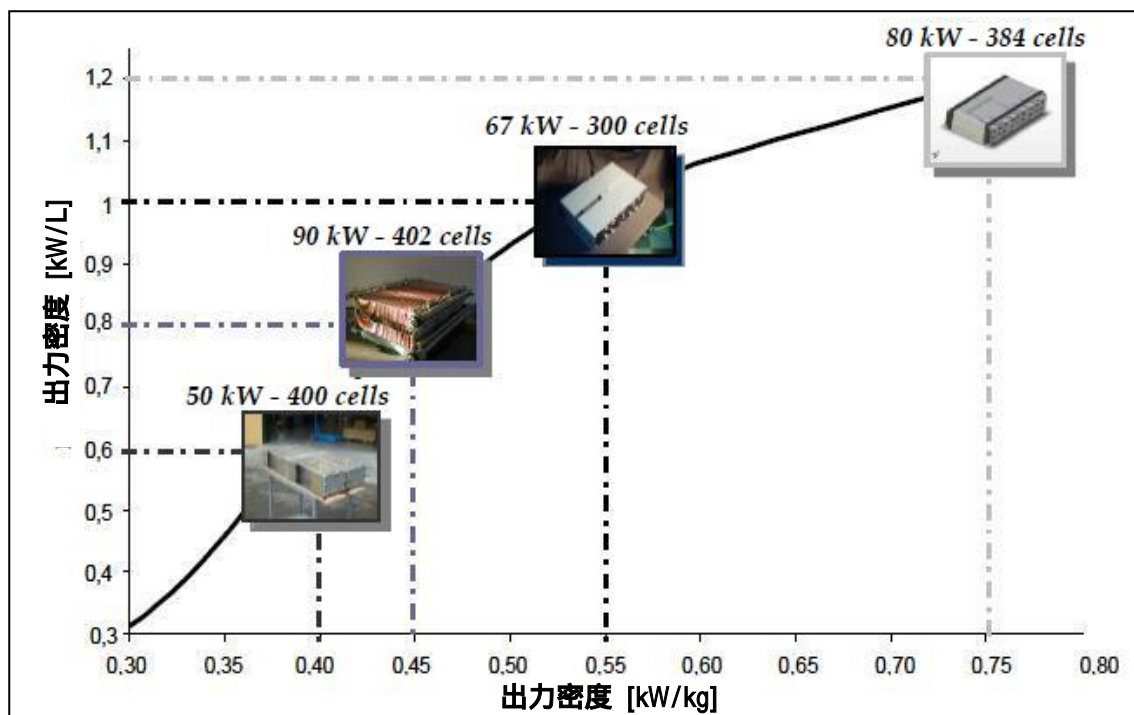 80 kW - 384 cells
67 kW - 300 cells
90 kW - 402 cells
50 kW - 400 cells
出力密度 [kW/L]
1,2
1,1
1
0,9
0,8
0,7
0,6
0,5
0,4
0,3
0,30 0,35 0,40 0,45 0,50 0,55 0,60 0,65 0,70 0,75 0,80
出力密度 [kW/kg]